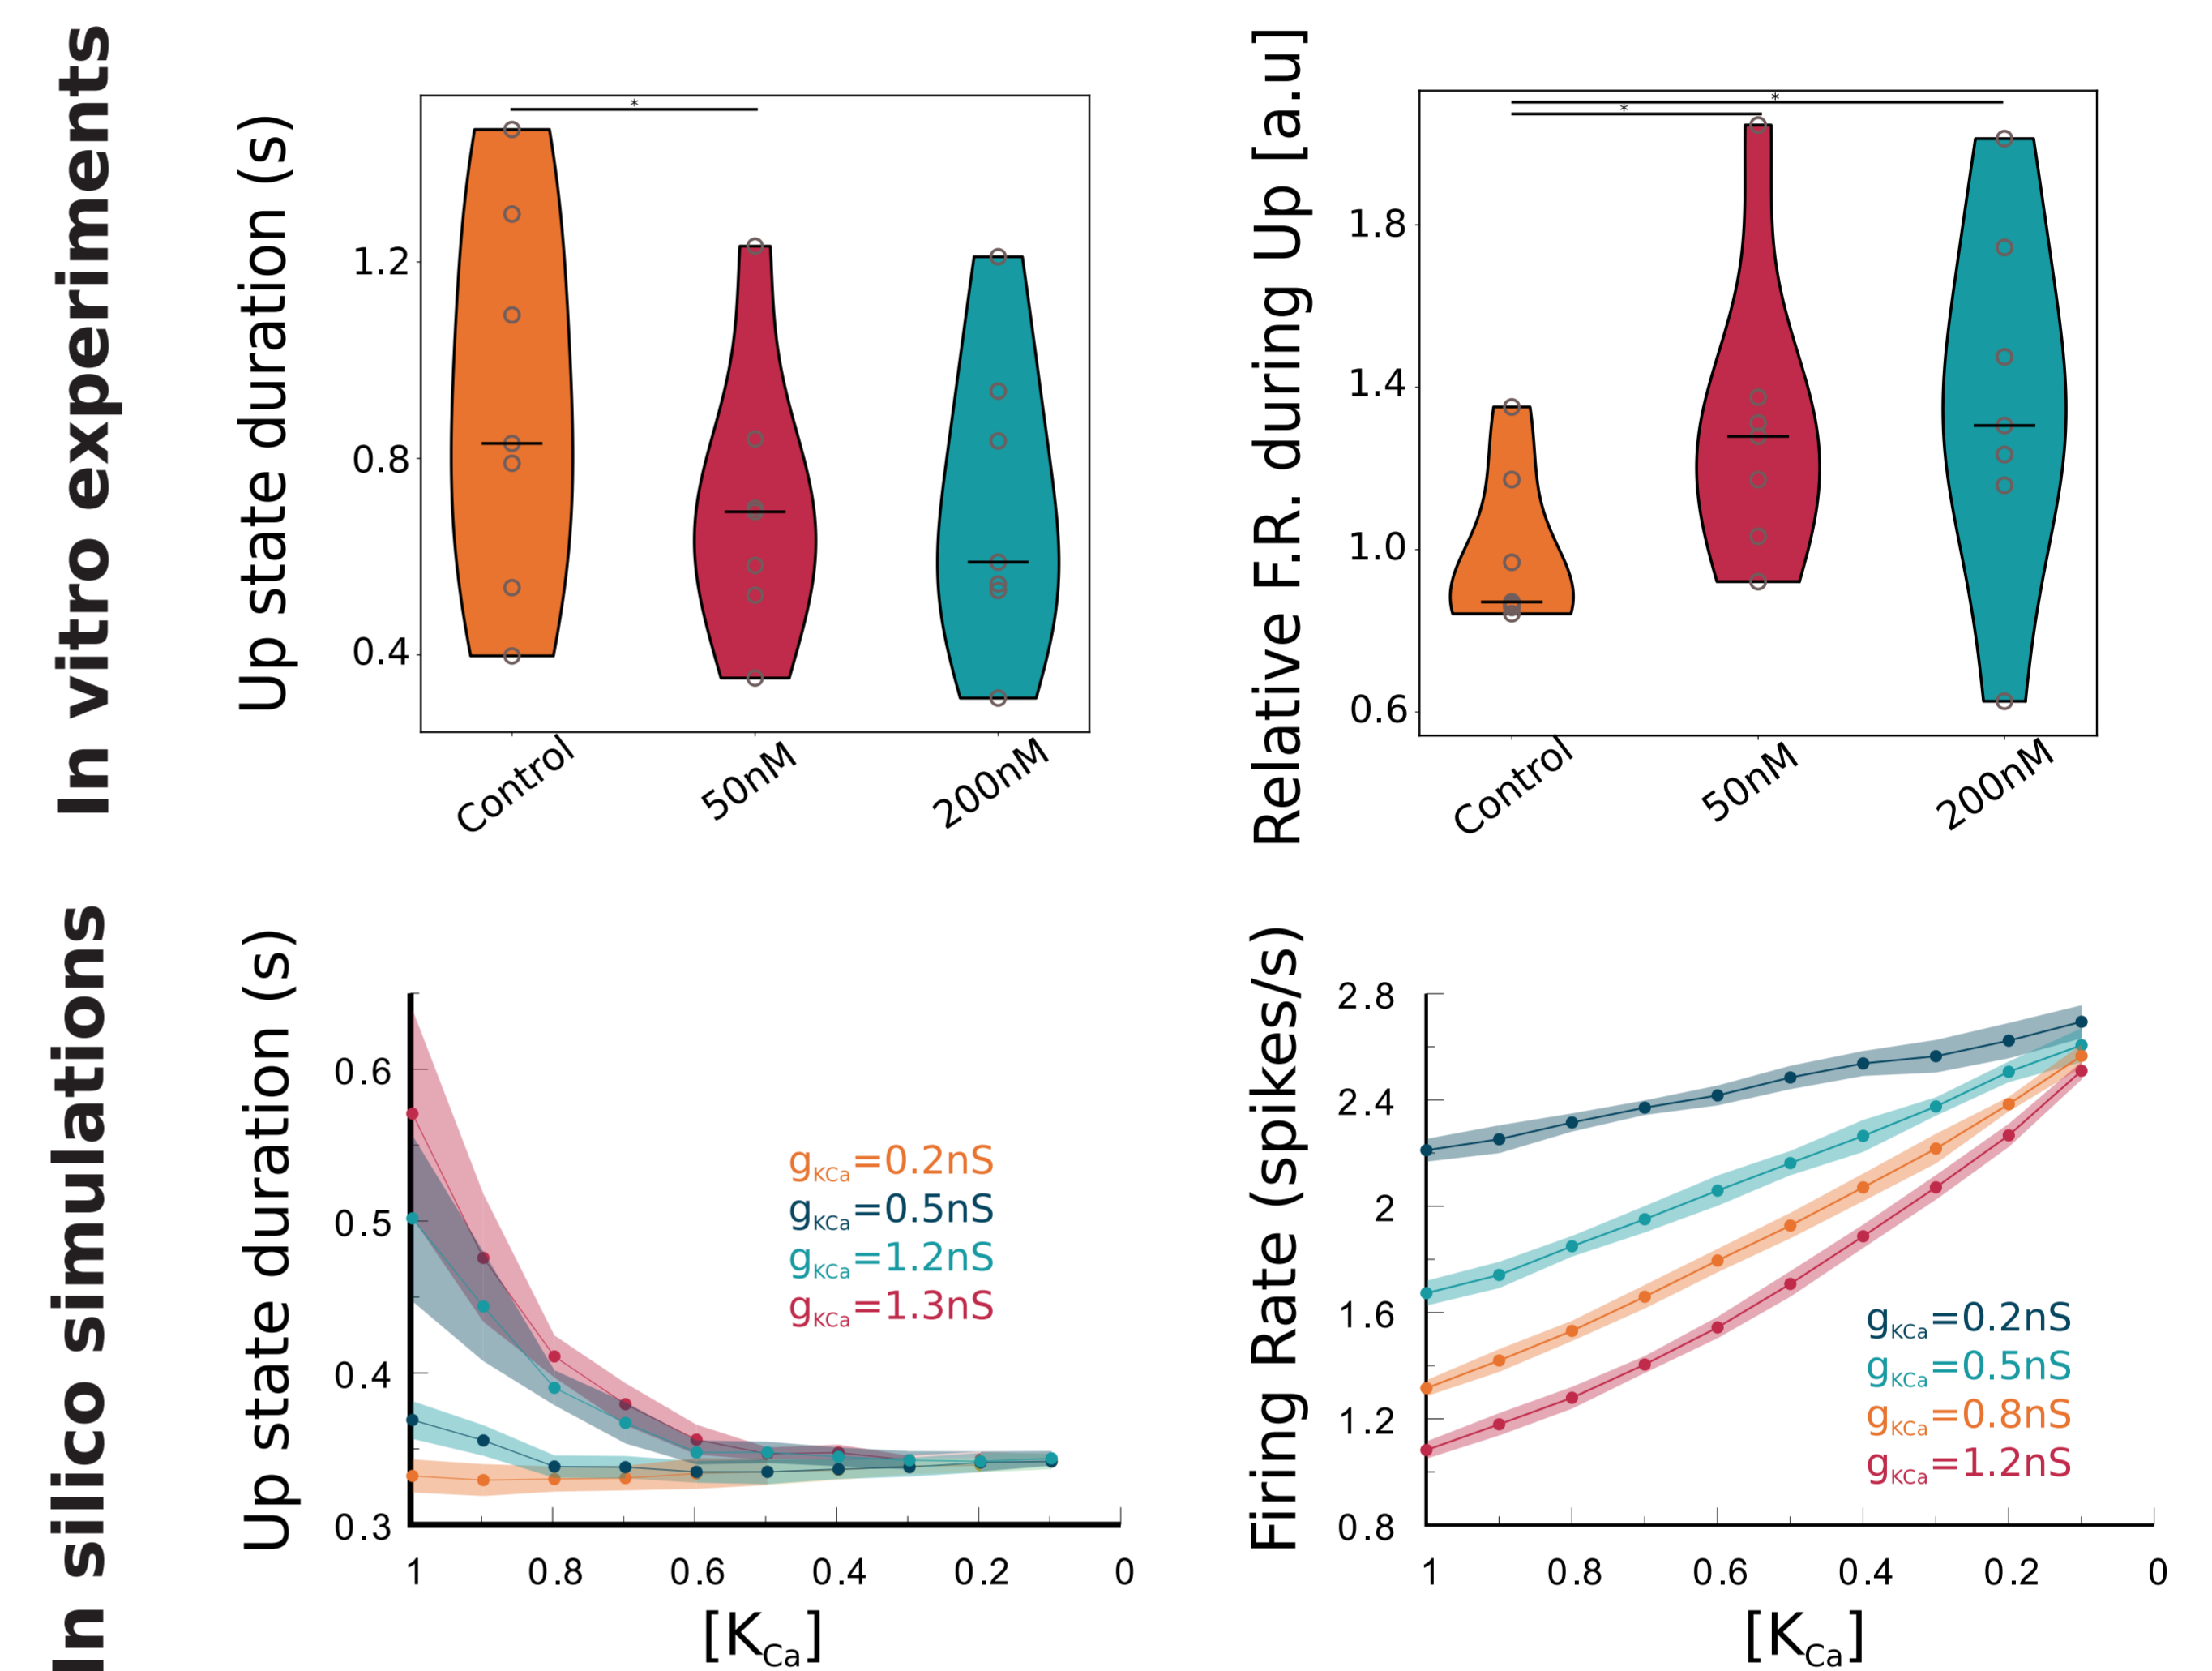 In vitro experiments
Up state duration (s)
*
1.2
0.8
0.4
Control
50nM
200nM
Relative F.R. during Up [a.u]
*
*
1.8
1.4
1.0
0.6
Control
50nM
200nM
In silico simulations
Up state duration (s)
0.6
0.5
0.4
0.3
gKCa=0.2nS
gKCa=0.5nS
gKCa=1.2nS
gKCa=1.3nS
1 0.8 0.6 0.4 0.2 0
[KCa]
Firing Rate (spikes/s)
2.8
2.4
2
1.6
1.2
0.8
gKCa=0.2nS
gKCa=0.5nS
gKCa=0.8nS
gKCa=1.2nS
1 0.8 0.6 0.4 0.2 0
[KCa]